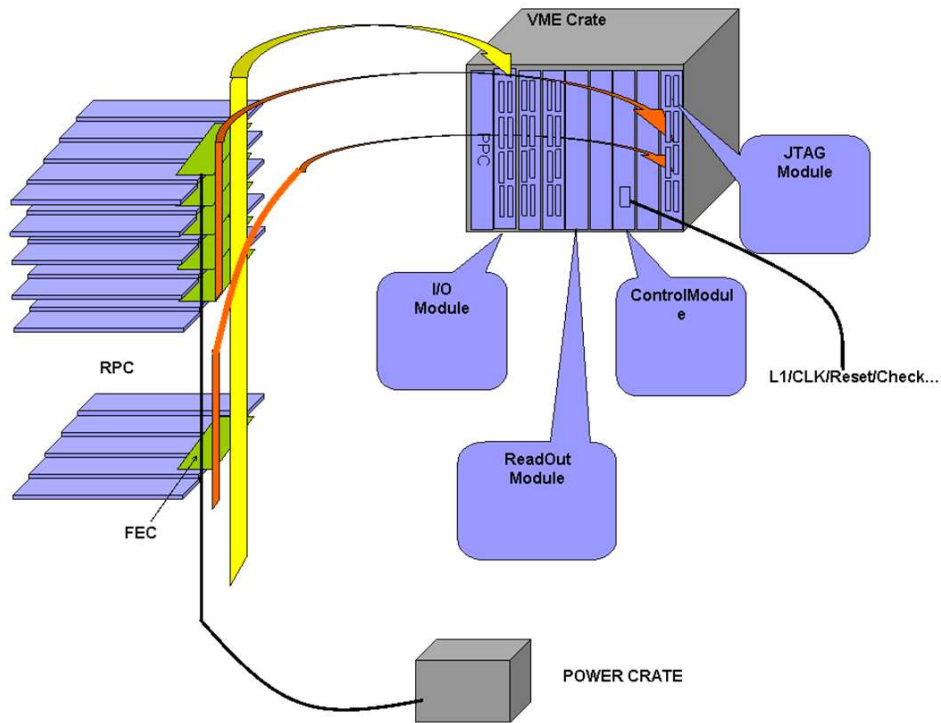 VME Crate
PPC
JTAG
Module
I/O
Module
ControlModul
e
RPC
L1/CLK/Reset/Check...
ReadOut
Module
FEC
POWER CRATE